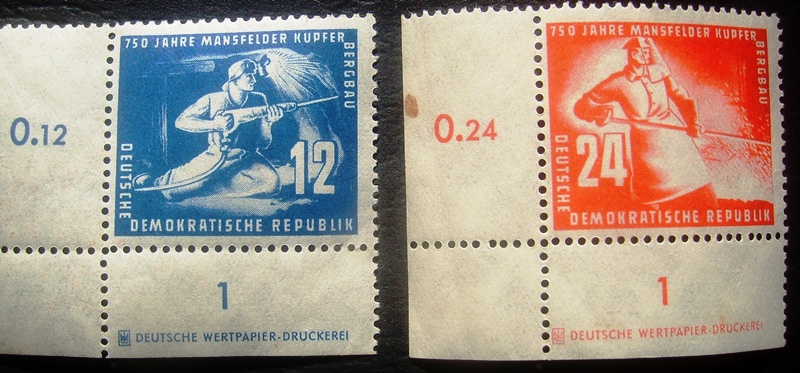 750 JAHRE MANSFELDER KUPFER
BERGBAU
0.12
12
DEUTSCHE
DEMOKRATISCHE REPUBLIK
1
DEUTSCHE WERTPAPIER-DRUCKEREI
750 JAHRE MANSFELDER KUPFER
BERGBAU
0.24
24
DEUTSCHE
DEMOKRATISCHE REPUBLIK
1
DEUTSCHE WERTPAPIER-DRUCKEREI